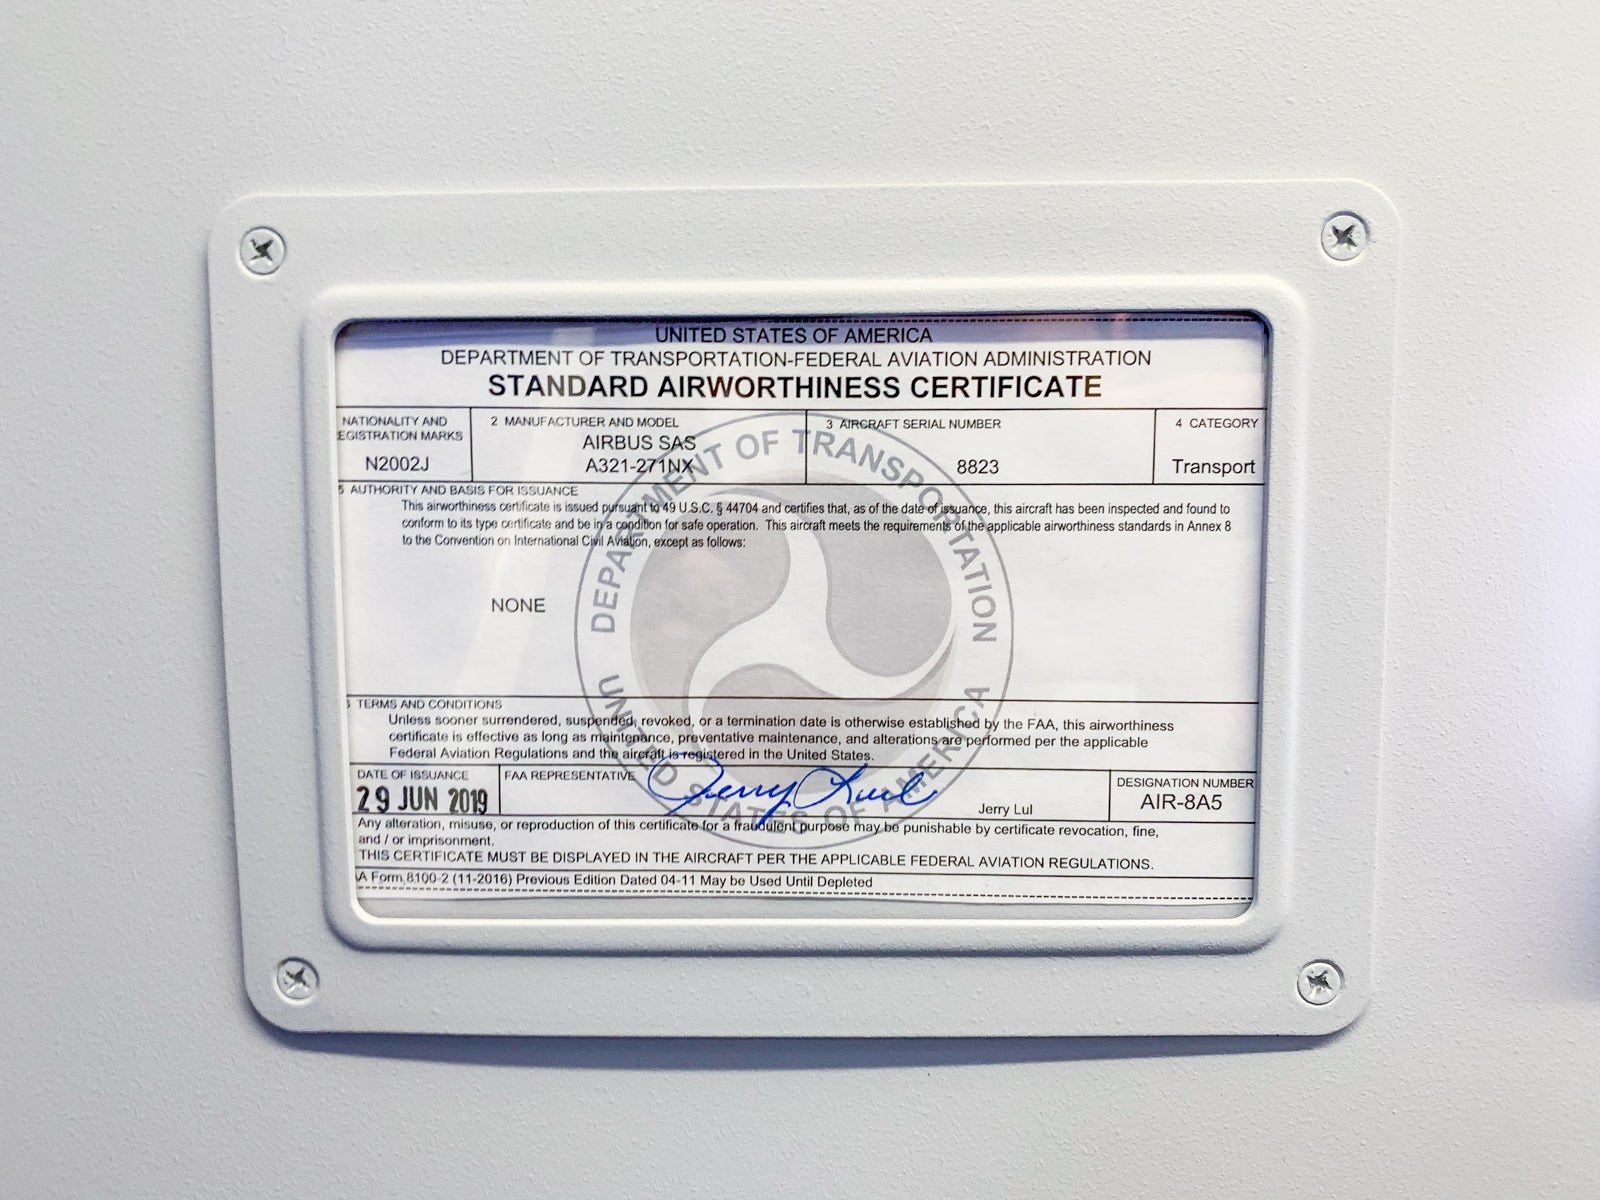 UNITED STATES OF AMERICA
DEPARTMENT OF TRANSPORTATION-FEDERAL AVIATION ADMINISTRATION
STANDARD AIRWORTHINESS CERTIFICATE
NATIONALITY AND
EGISTRATION MARKS
N2002J
2 MANUFACTURER AND MODEL
AIRBUS SAS
A321-271NX
3 AIRCRAFT SERIAL NUMBER
8823
4 CATEGORY
Transport
5 AUTHORITY AND BASIS FOR ISSUANCE
This airworthiness certificate is issued pursuant to 49 U.S.C. § 44704 and certifies that, as of the date of issuance, this aircraft has been inspected and found to
conform to its type certificate and be in a condition for safe operation. This aircraft meets the requirements of the applicable airworthiness standards in Annex 8
to the Convention on International Civil Aviation, except as follows:
NONE
DEPARTMENT OF TRANSPORTATION
UNITED STATES OF AMERICA
6 TERMS AND CONDITIONS
Unless sooner surrendered, suspended, revoked, or a termination date is otherwise established by the FAA, this airworthiness
certificate is effective as long as maintenance, preventative maintenance, and alterations are performed per the applicable
Federal Aviation Regulations and the aircraft is registered in the United States.
DATE OF ISSUANCE
29 JUN 2019
FAA REPRESENTATIVE
Jerry Lul
Jerry Lul
DESIGNATION NUMBER
AIR-8A5
Any alteration, misuse, or reproduction of this certificate for a fraudulent purpose may be punishable by certificate revocation, fine,
and / or imprisonment.
THIS CERTIFICATE MUST BE DISPLAYED IN THE AIRCRAFT PER THE APPLICABLE FEDERAL AVIATION REGULATIONS.
A Form 8100-2 (11-2016) Previous Edition Dated 04-11 May be Used Until Depleted